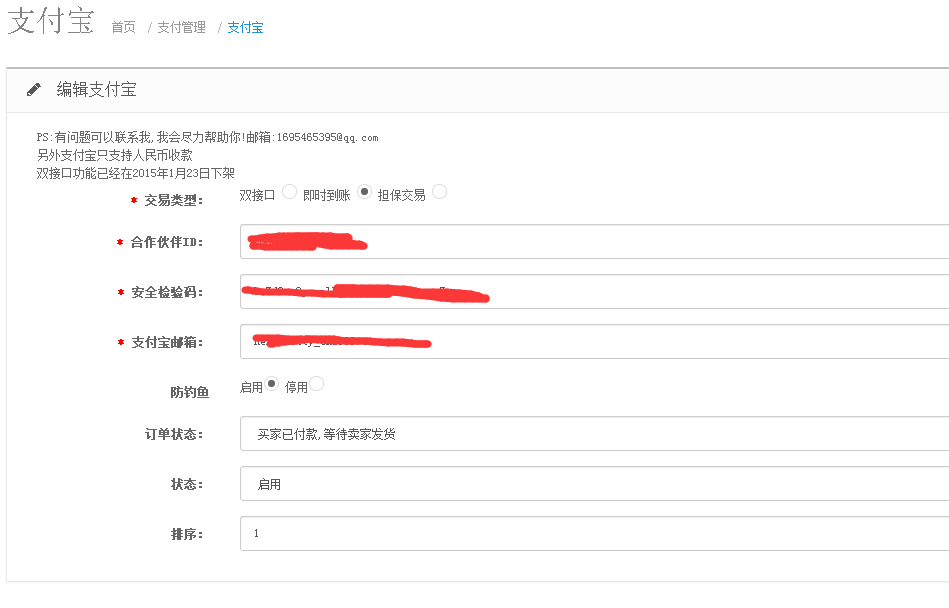 支付宝 首页 / 支付管理 / 支付宝
编辑支付宝
PS:有问题可以联系我,我会尽力帮助你!邮箱:1695465395@qq.com
另外支付宝只支持人民币收款
双接口功能已经在2015年1月23日下架
* 交易类型: 双接口 即时到账 担保交易
* 合作伙伴ID:
* 安全检验码:
* 支付宝邮箱:
防钓鱼 启用 停用
订单状态: 买家已付款,等待卖家发货
状态: 启用
排序: 1